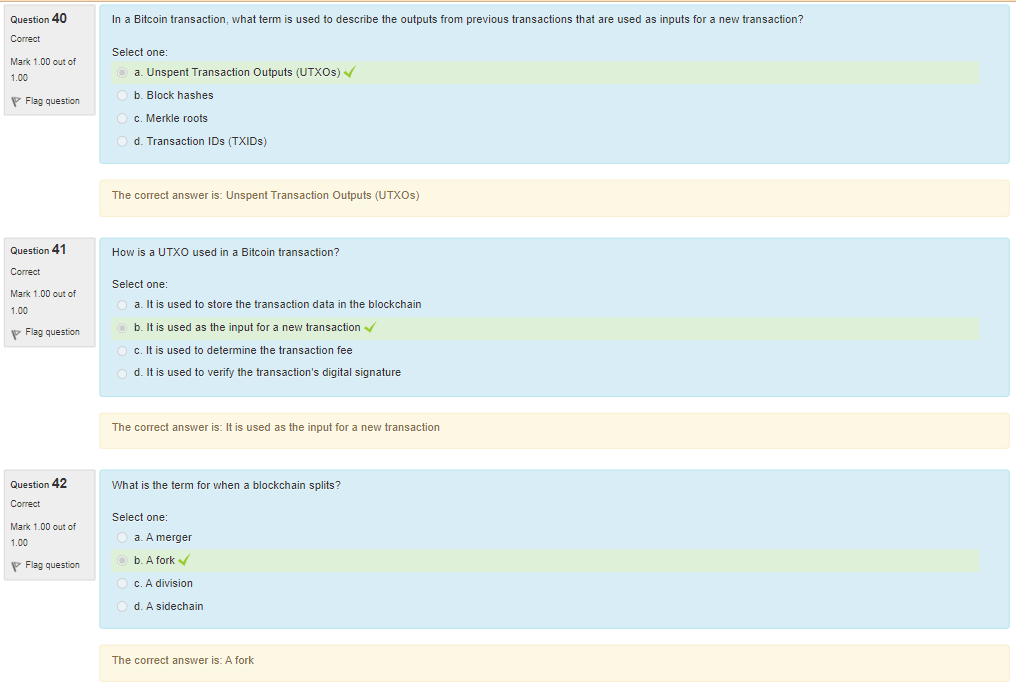 Question 40
Correct
Mark 1.00 out of
1.00
Flag question
In a Bitcoin transaction, what term is used to describe the outputs from previous transactions that are used as inputs for a new transaction?
Select one:
a. Unspent Transaction Outputs (UTXOs)
b. Block hashes
c. Merkle roots
d. Transaction IDs (TXIDs)
The correct answer is: Unspent Transaction Outputs (UTXOs)
Question 41
Correct
Mark 1.00 out of
1.00
Flag question
How is a UTXO used in a Bitcoin transaction?
Select one:
a. It is used to store the transaction data in the blockchain
b. It is used as the input for a new transaction
c. It is used to determine the transaction fee
d. It is used to verify the transaction's digital signature
The correct answer is: It is used as the input for a new transaction
Question 42
Correct
Mark 1.00 out of
1.00
Flag question
What is the term for when a blockchain splits?
Select one:
a. A merger
b. A fork
c. A division
d. A sidechain
The correct answer is: A fork